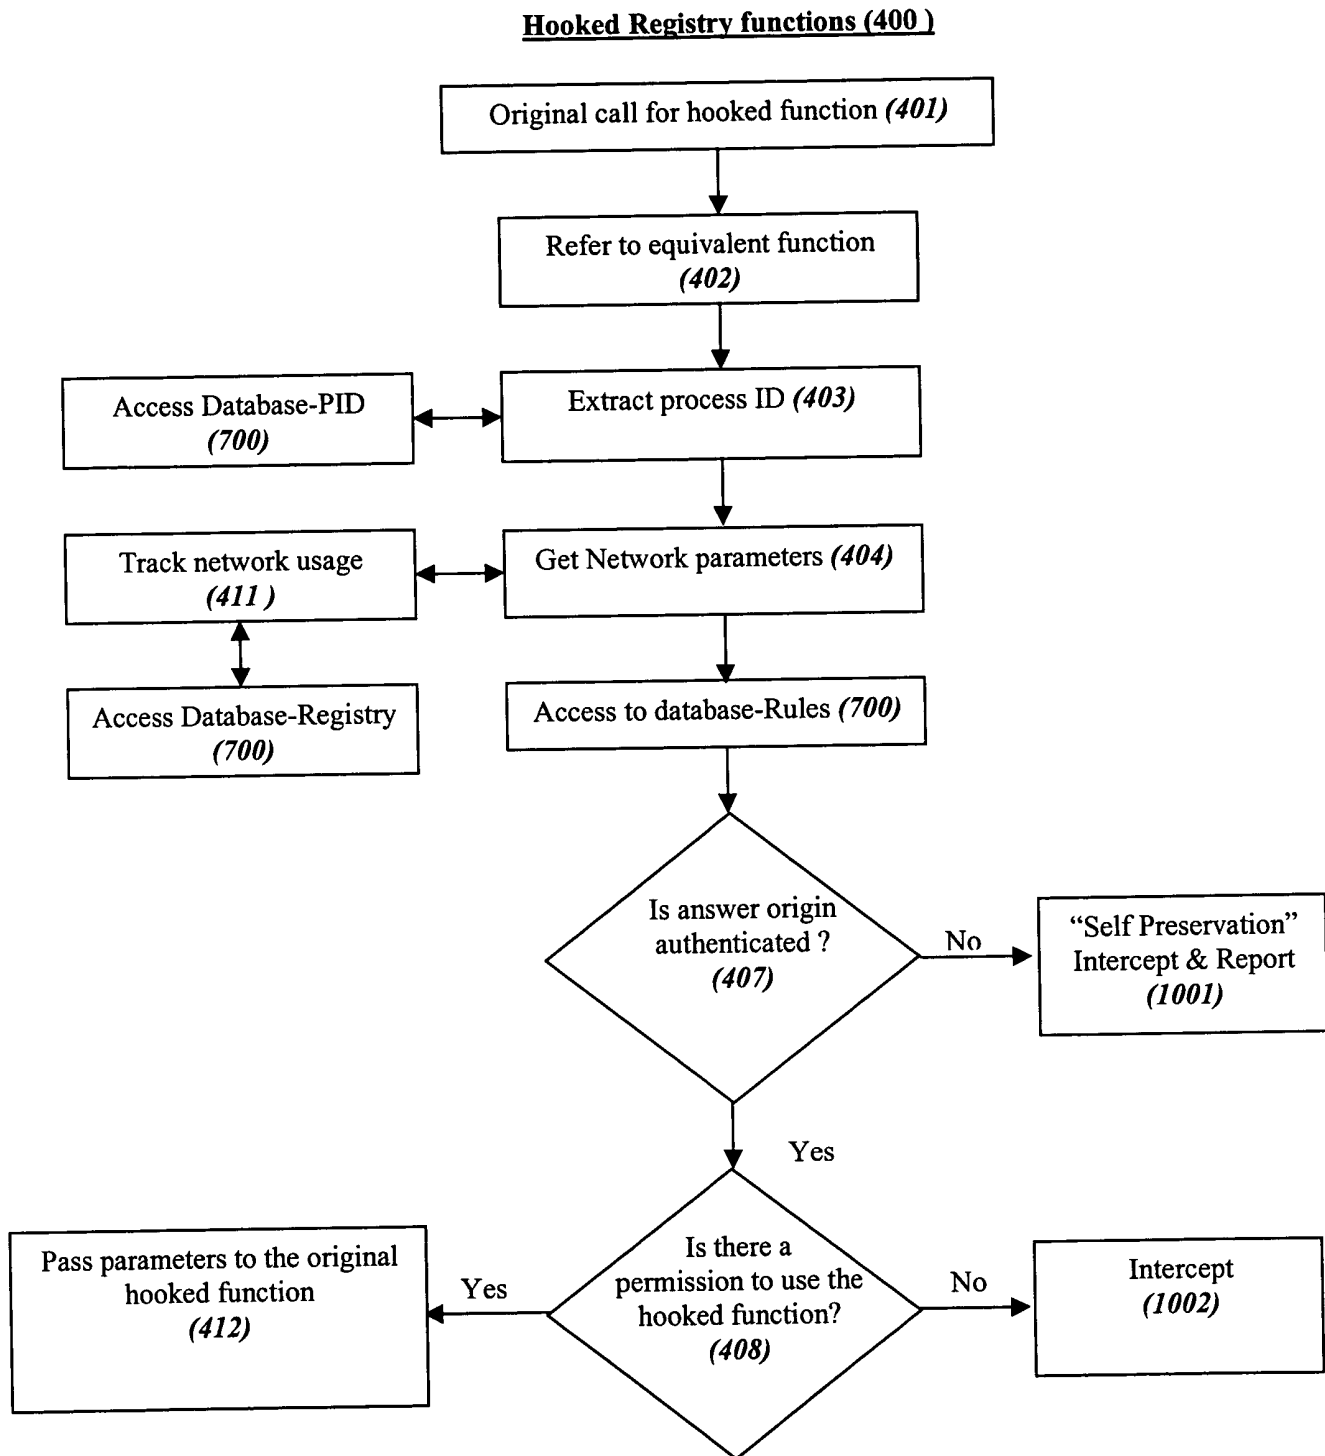 Hooked Registry functions (400 )
Original call for hooked function (401)
Refer to equivalent function
(402)
Access Database-PID
(700)
Extract process ID (403)
Track network usage
(411 )
Get Network parameters (404)
Access Database-Registry
(700)
Access to database-Rules (700)
Is answer origin
authenticated ?
(407)
No
“Self Preservation”
Intercept & Report
(1001)
Yes
Pass parameters to the original
hooked function
(412)
Yes
Is there a
permission to use the
hooked function?
(408)
No
Intercept
(1002)